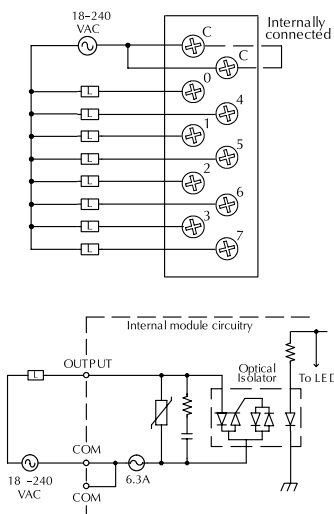 18-240
VAC
Internally
connected
C
C
L
0
4
L
L
1
5
L
L
2
6
L
L
3
7
L
Internal module circuitry
OUTPUT
L
Optical
Isolator
To LED
COM
6.3A
18 -240
VAC
COM